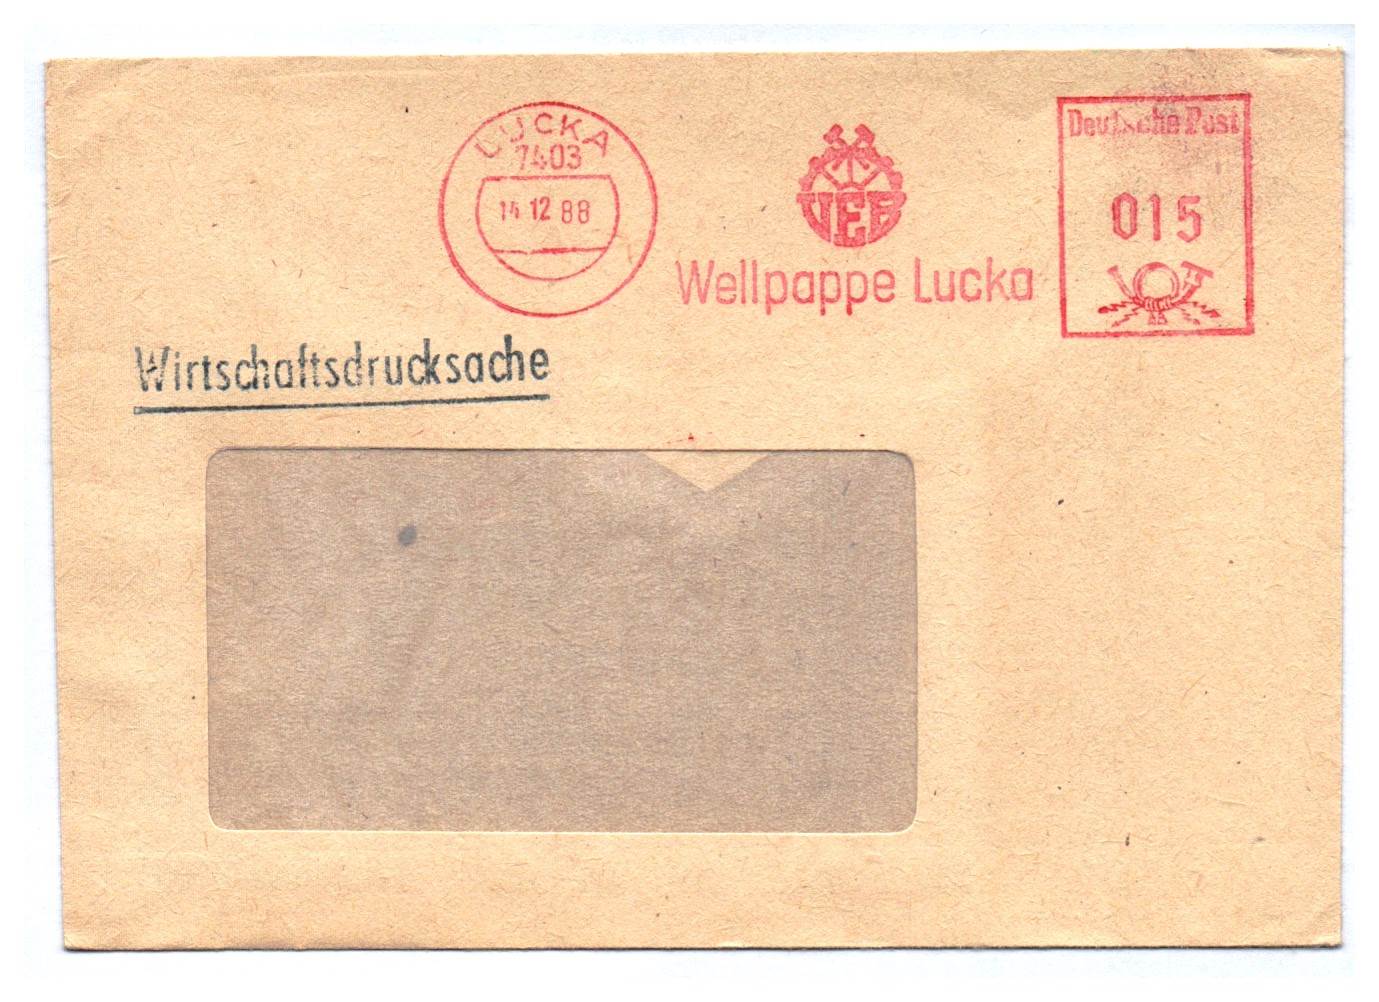 LUCKA
7403
14 12 88
VEB
Wellpappe Lucka
Deutsche Post
015
Wirtschaftsdrucksache